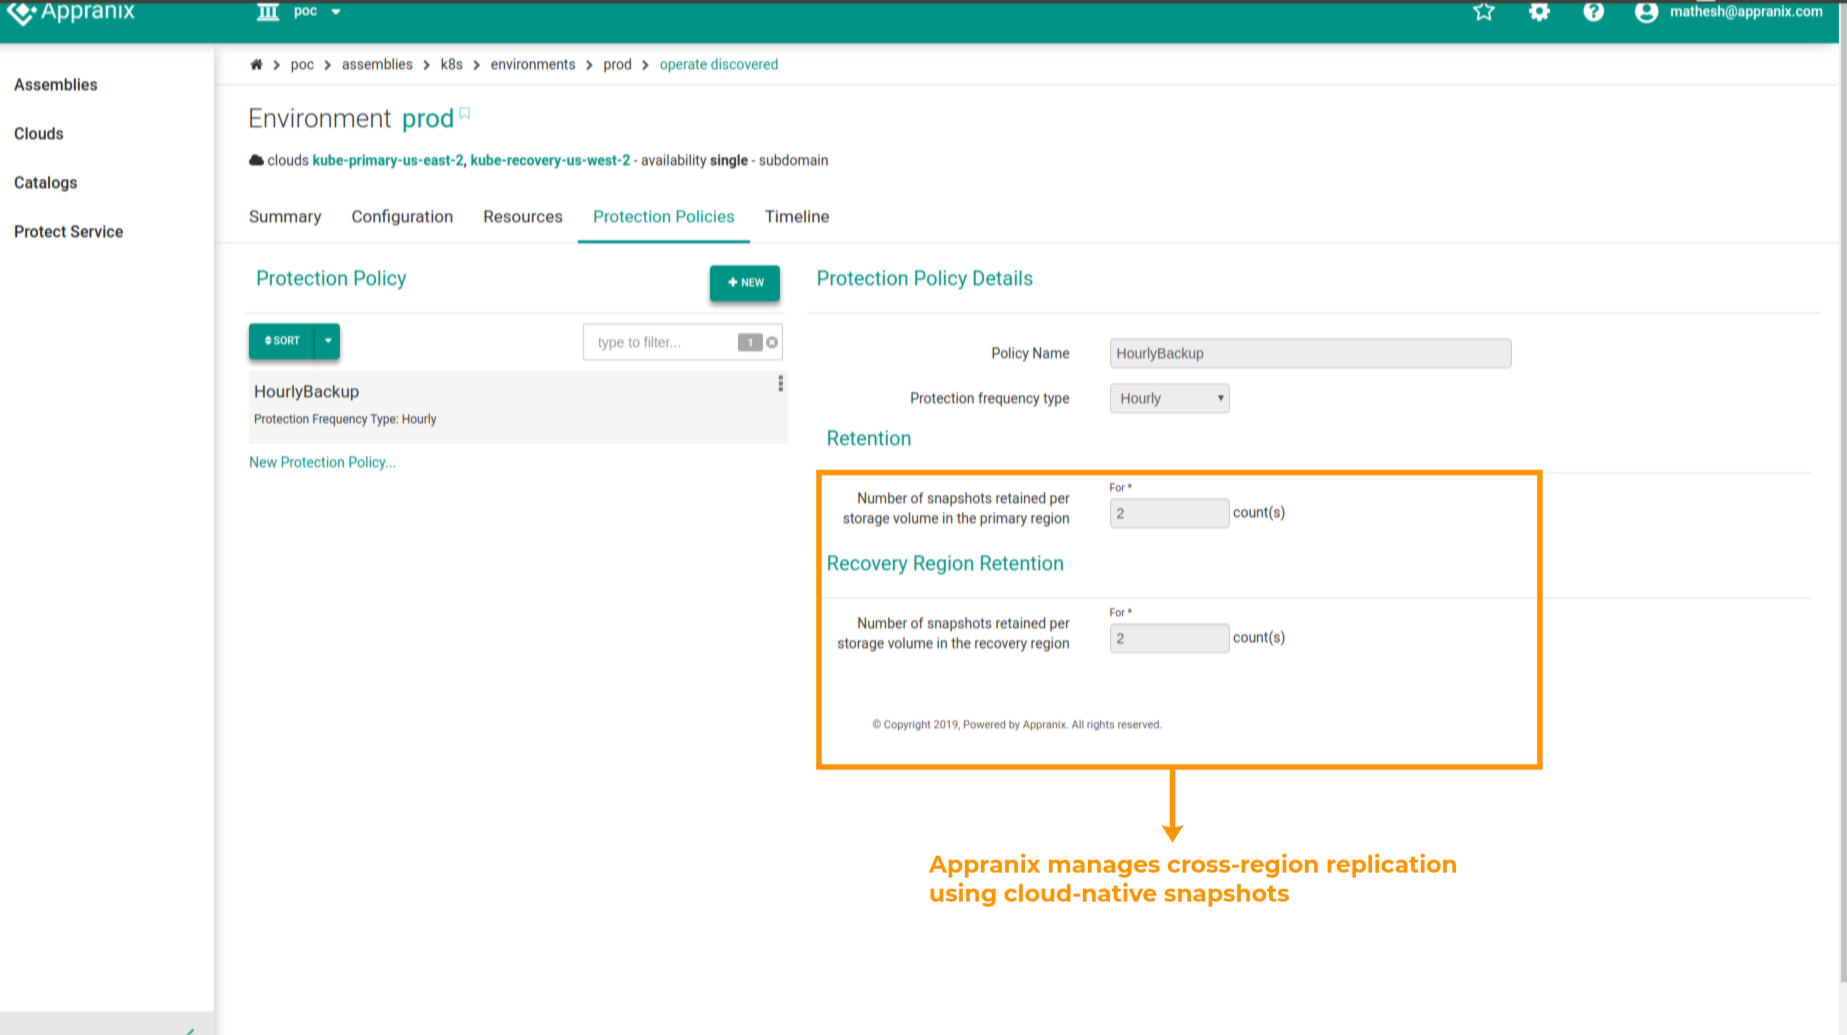 Appranix
poc
mathesh@appranix.com
poc > assemblies > k8s > environments > prod > operate discovered
Assemblies
Clouds
Catalogs
Protect Service
Environment prod
clouds kube-primary-us-east-2, kube-recovery-us-west-2 - availability single - subdomain
Summary Configuration Resources Protection Policies Timeline
Protection Policy
+ NEW
SORT
type to filter... 1
HourlyBackup
Protection Frequency Type: Hourly
New Protection Policy...
Protection Policy Details
Policy Name HourlyBackup
Protection frequency type Hourly
Retention
For *
Number of snapshots retained per
storage volume in the primary region
2 count(s)
Recovery Region Retention
For *
Number of snapshots retained per
storage volume in the recovery region
2 count(s)
© Copyright 2019, Powered by Appranix. All rights reserved.
Appranix manages cross-region replication
using cloud-native snapshots